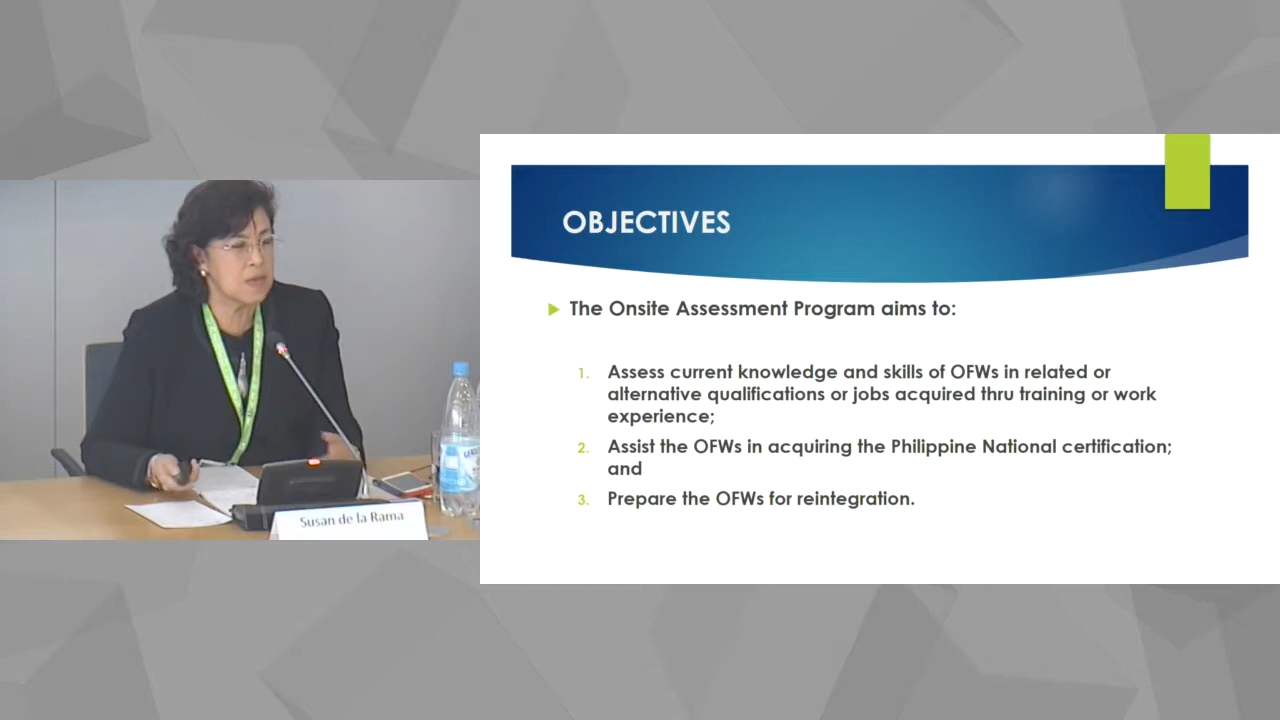 OBJECTIVES
The Onsite Assessment Program aims to:
1. Assess current knowledge and skills of OFWs in related or
alternative qualifications or jobs acquired thru training or work
experience;
2. Assist the OFWs in acquiring the Philippine National certification;
and
3. Prepare the OFWs for reintegration.
Susan de la Rama